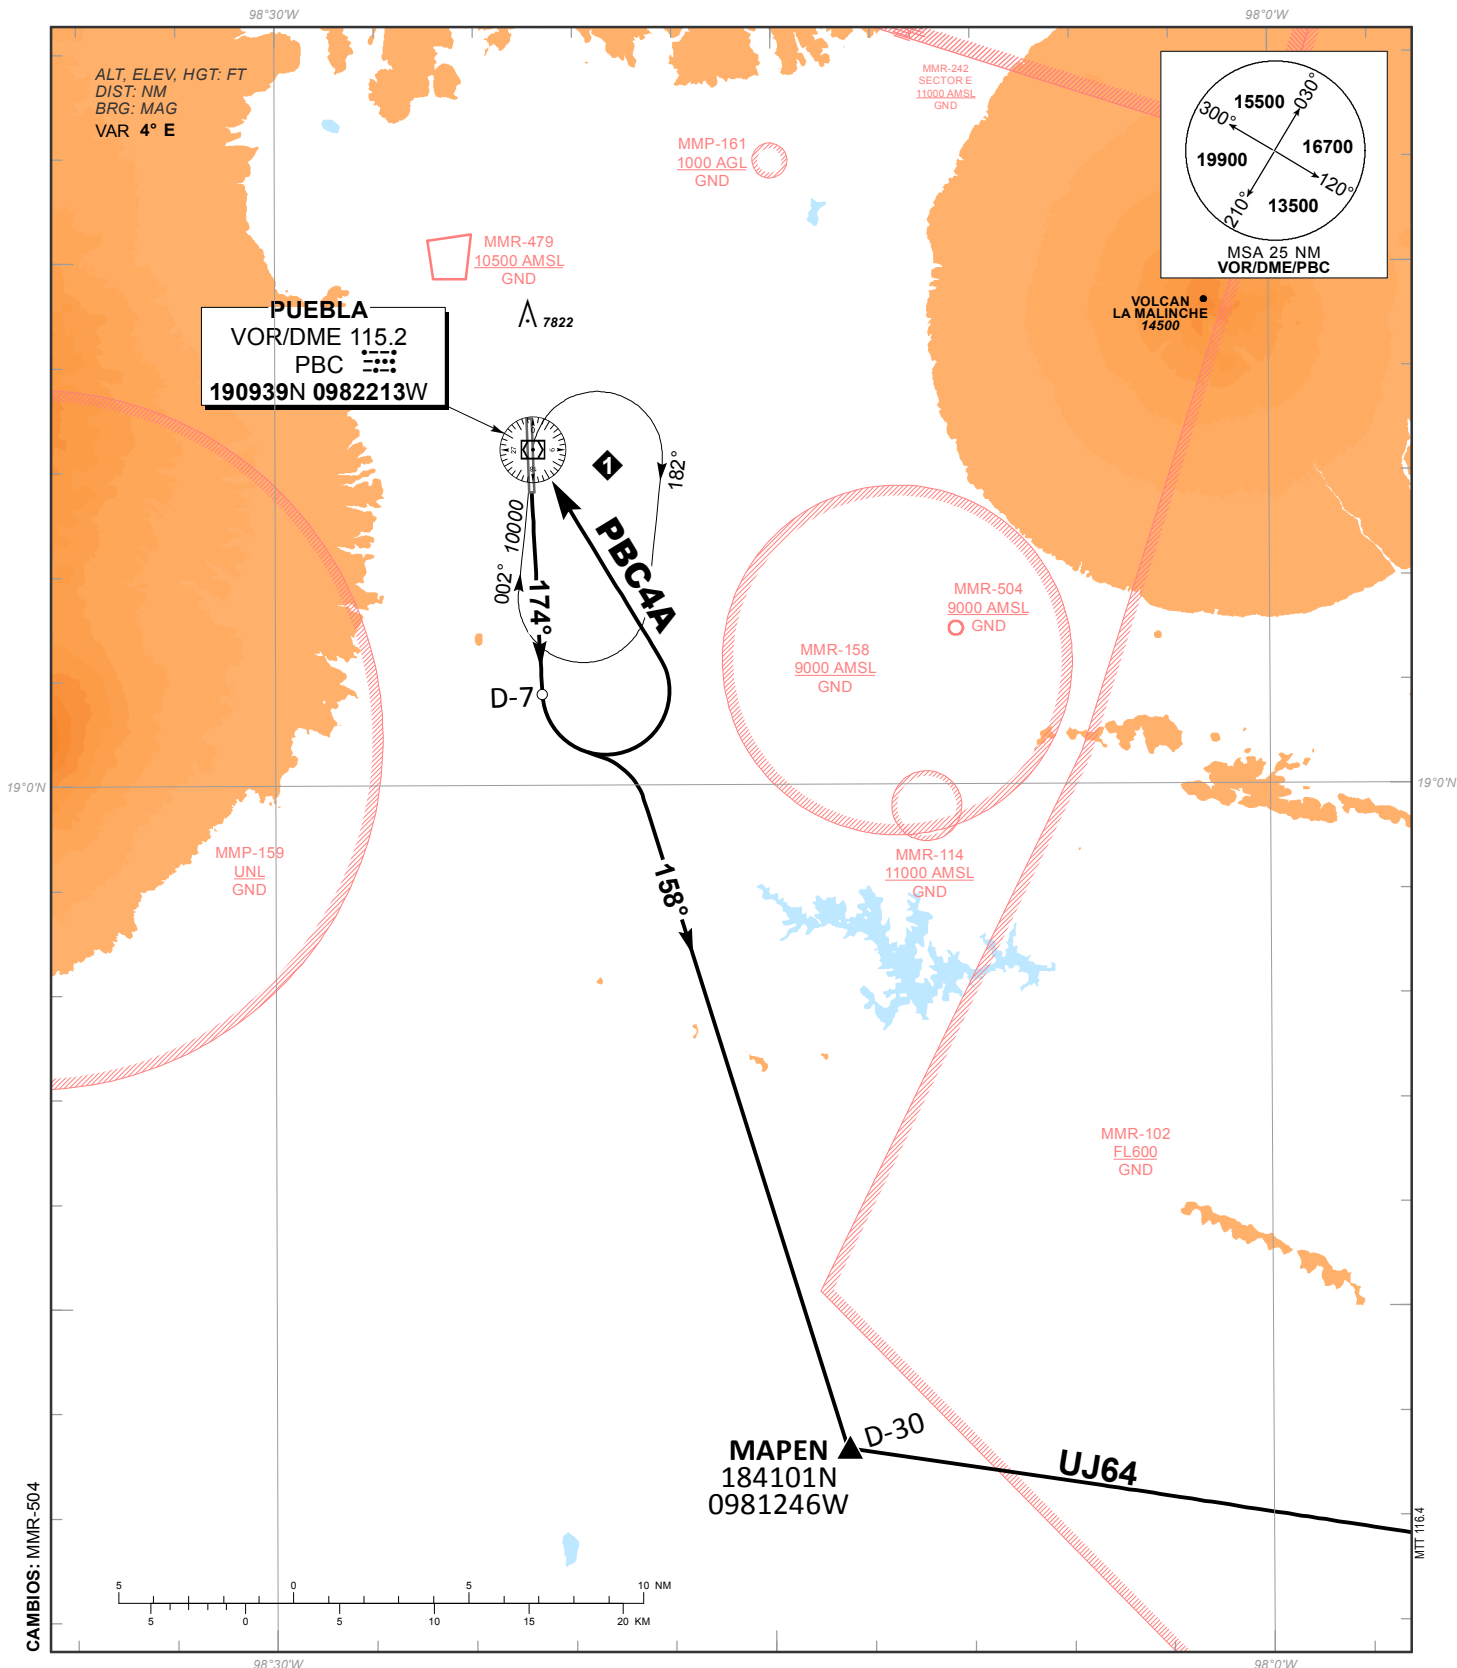 98°30'W
98°0'W
ALT, ELEV, HGT: FT
DIST: NM
BRG: MAG
VAR 4° E
MMR-242
SECTOR E
11000 AMSL
GND
030°
15500
300°
16700
19900
120°
210°
13500
MSA 25 NM
VOR/DME/PBC
MMP-161
1000 AGL
GND
MMR-479
10500 AMSL
GND
7822
VOLCAN
LA MALINCHE
14500
PUEBLA
VOR/DME 115.2
PBC
190939N 0982213W
0
27
9
18
1
182°
10000
002°
174°
PBC4A
D-7
MMR-504
9000 AMSL
GND
MMR-158
9000 AMSL
GND
19°0'N
19°0'N
MMP-159
UNL
GND
MMR-114
11000 AMSL
GND
158°
MMR-102
FL600
GND
D-30
MAPEN
184101N
0981246W
UJ64
MTT 116.4
CAMBIOS: MMR-504
5 0 5 10 NM
5 0 5 10 15 20 KM
98°30'W
98°0'W